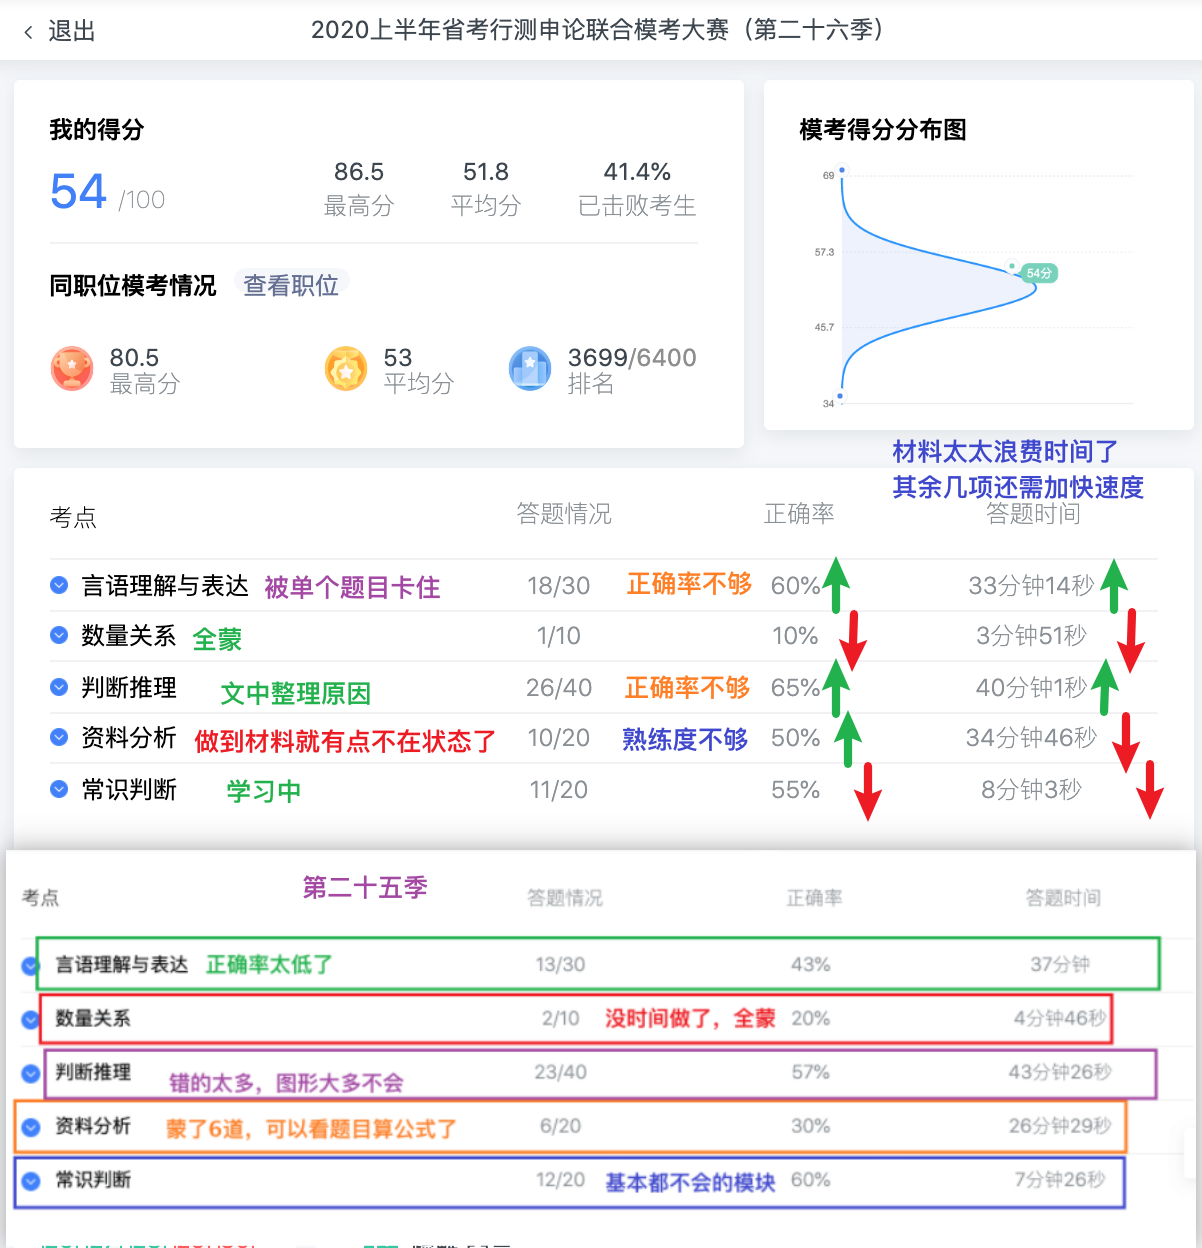 退出
2020上半年省考行测申论联合模考大赛（第二十六季）
我的得分
54 /100
86.5 51.8 41.4%
最高分 平均分 已击败考生
同职位模考情况 查看职位
80.5 53 3699/6400
最高分 平均分 排名
模考得分分布图
69
57.3
54分
45.7
34
材料太太浪费时间了
其余几项还需加快速度
考点 答题情况 正确率 答题时间
言语理解与表达 被单个题目卡住 18/30 正确率不够 60% 33分钟14秒
数量关系 全蒙 1/10 10% 3分钟51秒
判断推理 文中整理原因 26/40 正确率不够 65% 40分钟1秒
资料分析 做到材料就有点不在状态了 10/20 熟练度不够 50% 34分钟46秒
常识判断 学习中 11/20 55% 8分钟3秒
考点 第二十五季 答题情况 正确率 答题时间
言语理解与表达 正确率太低了 13/30 43% 37分钟
数量关系 2/10 没时间做了，全蒙 20% 4分钟46秒
判断推理 错的太多，图形大多不会 23/40 57% 43分钟26秒
资料分析 蒙了6道，可以看题目算公式了 6/20 30% 26分钟29秒
常识判断 12/20 基本都不会的模块 60% 7分钟26秒